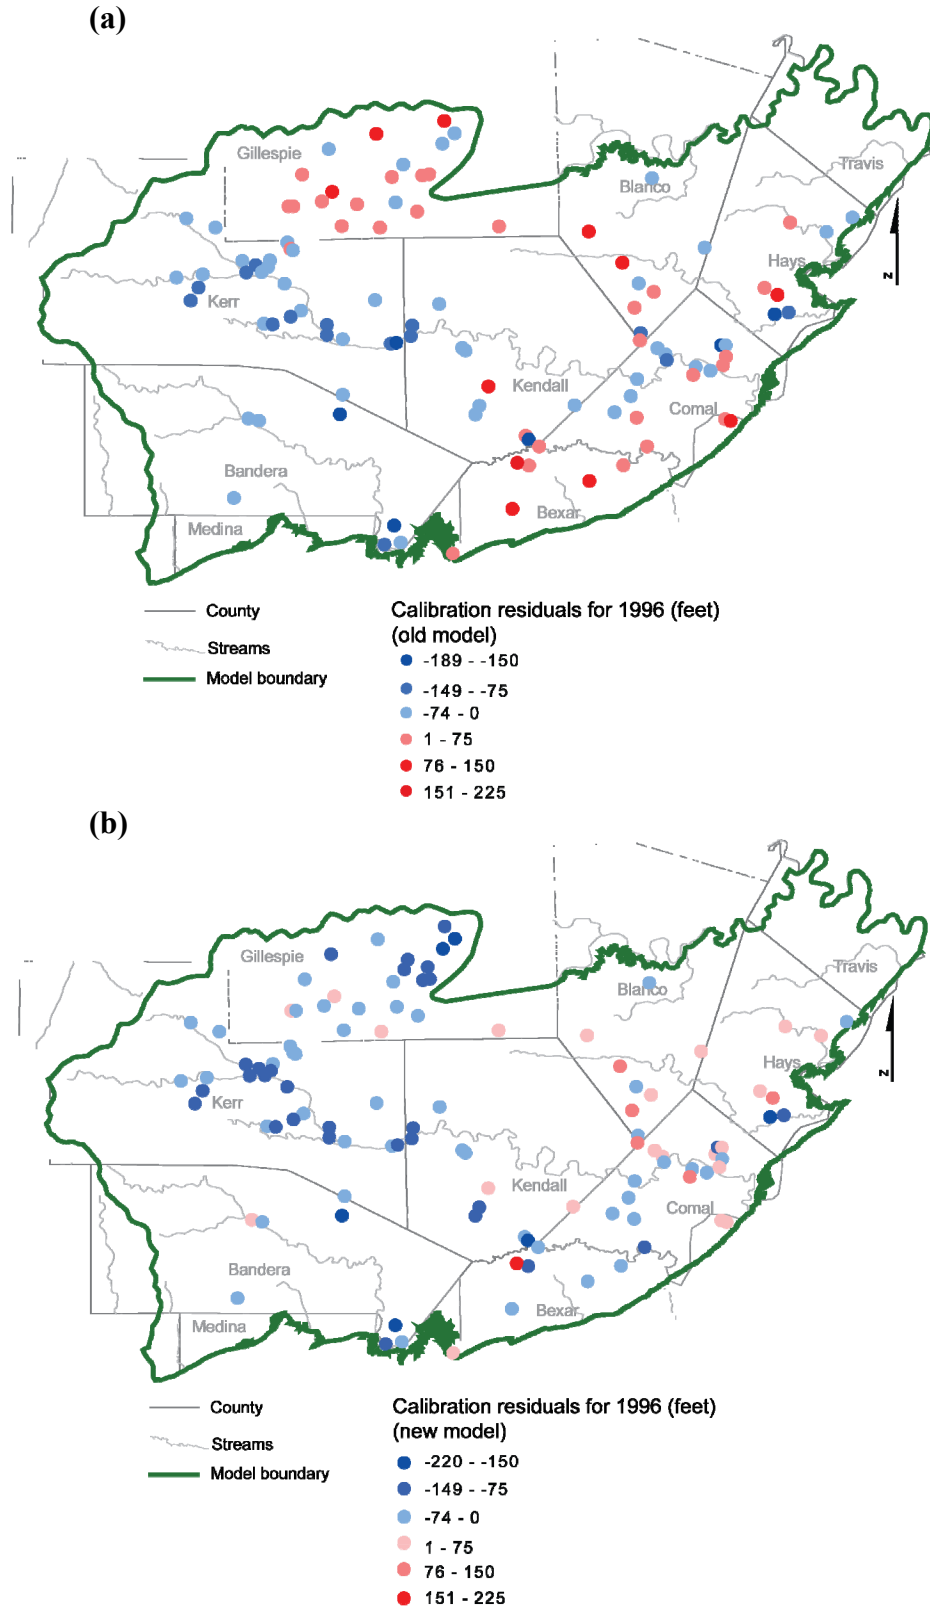 (a)
Gillespie
Travis
Blanco
Hays
N
Kerr
Kendall
Comal
Bandera
Medina
Bexar
County
Streams
Model boundary
Calibration residuals for 1996 (feet)
(old model)
-189 - -150
-149 - -75
-74 - 0
1 - 75
76 - 150
151 - 225
(b)
Gillespie
Travis
Blanco
Hays
N
Kerr
Kendall
Comal
Bandera
Medina
Bexar
County
Streams
Model boundary
Calibration residuals for 1996 (feet)
(new model)
-220 - -150
-149 - -75
-74 - 0
1 - 75
76 - 150
151 - 225